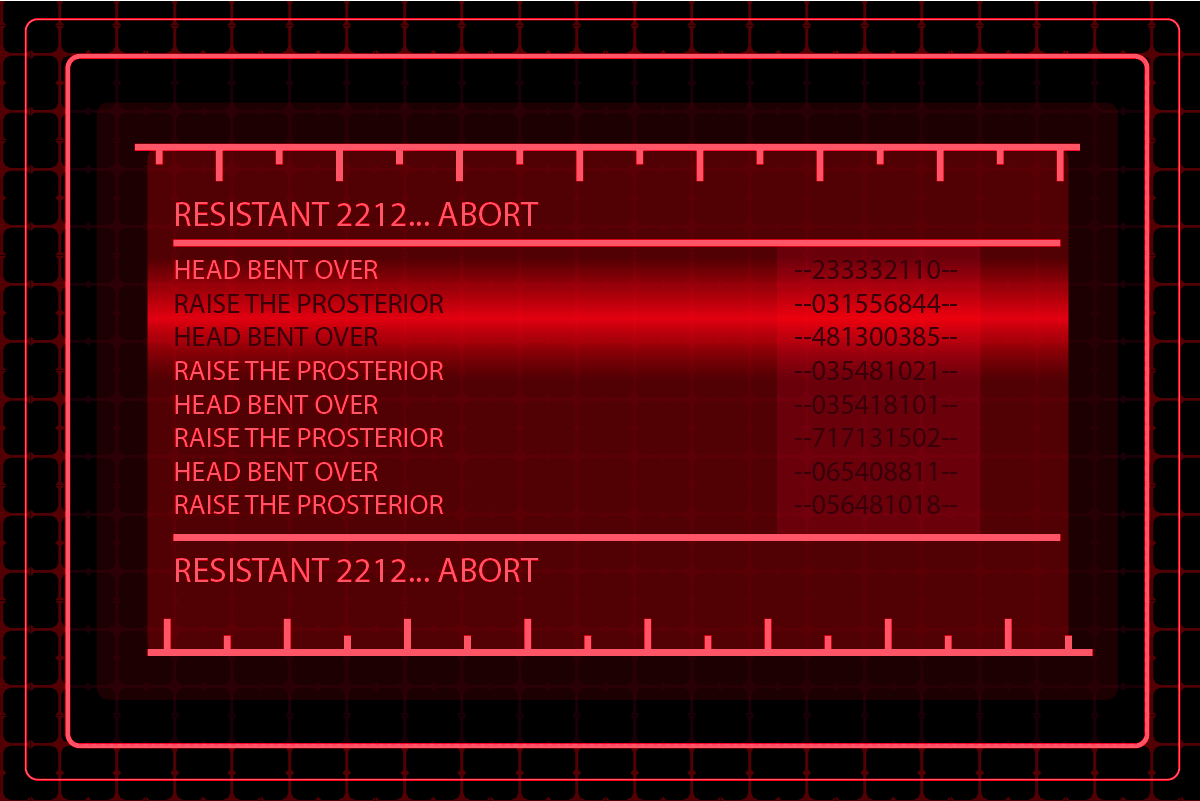 RESISTANT 2212... ABORT
HEAD BENT OVER --233332110--
RAISE THE PROSTERIOR --031556844--
HEAD BENT OVER --481300385--
RAISE THE PROSTERIOR --035481021--
HEAD BENT OVER --035418101--
RAISE THE PROSTERIOR --717131502--
HEAD BENT OVER --065408811--
RAISE THE PROSTERIOR --056481018--
RESISTANT 2212... ABORT